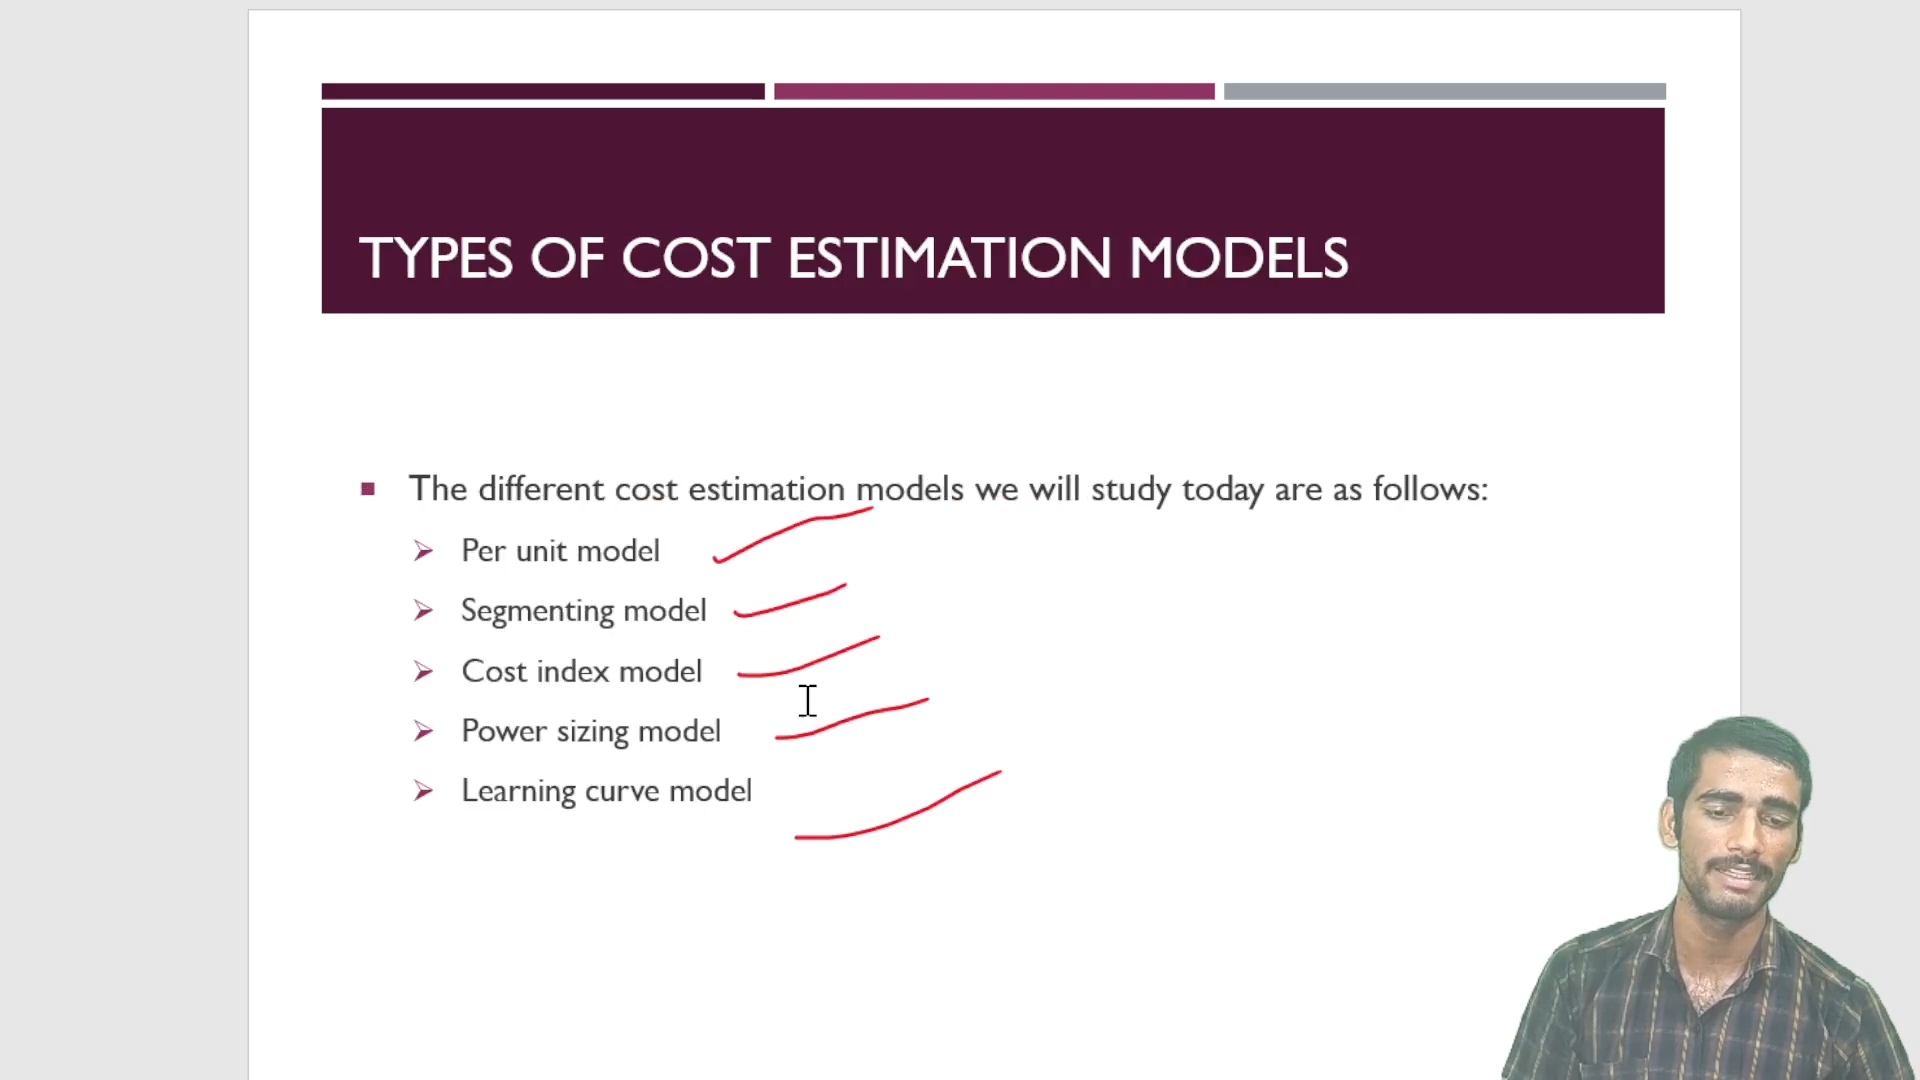 TYPES OF COST ESTIMATION MODELS
The different cost estimation models we will study today are as follows:
Per unit model
Segmenting model
Cost index model
Power sizing model
Learning curve model